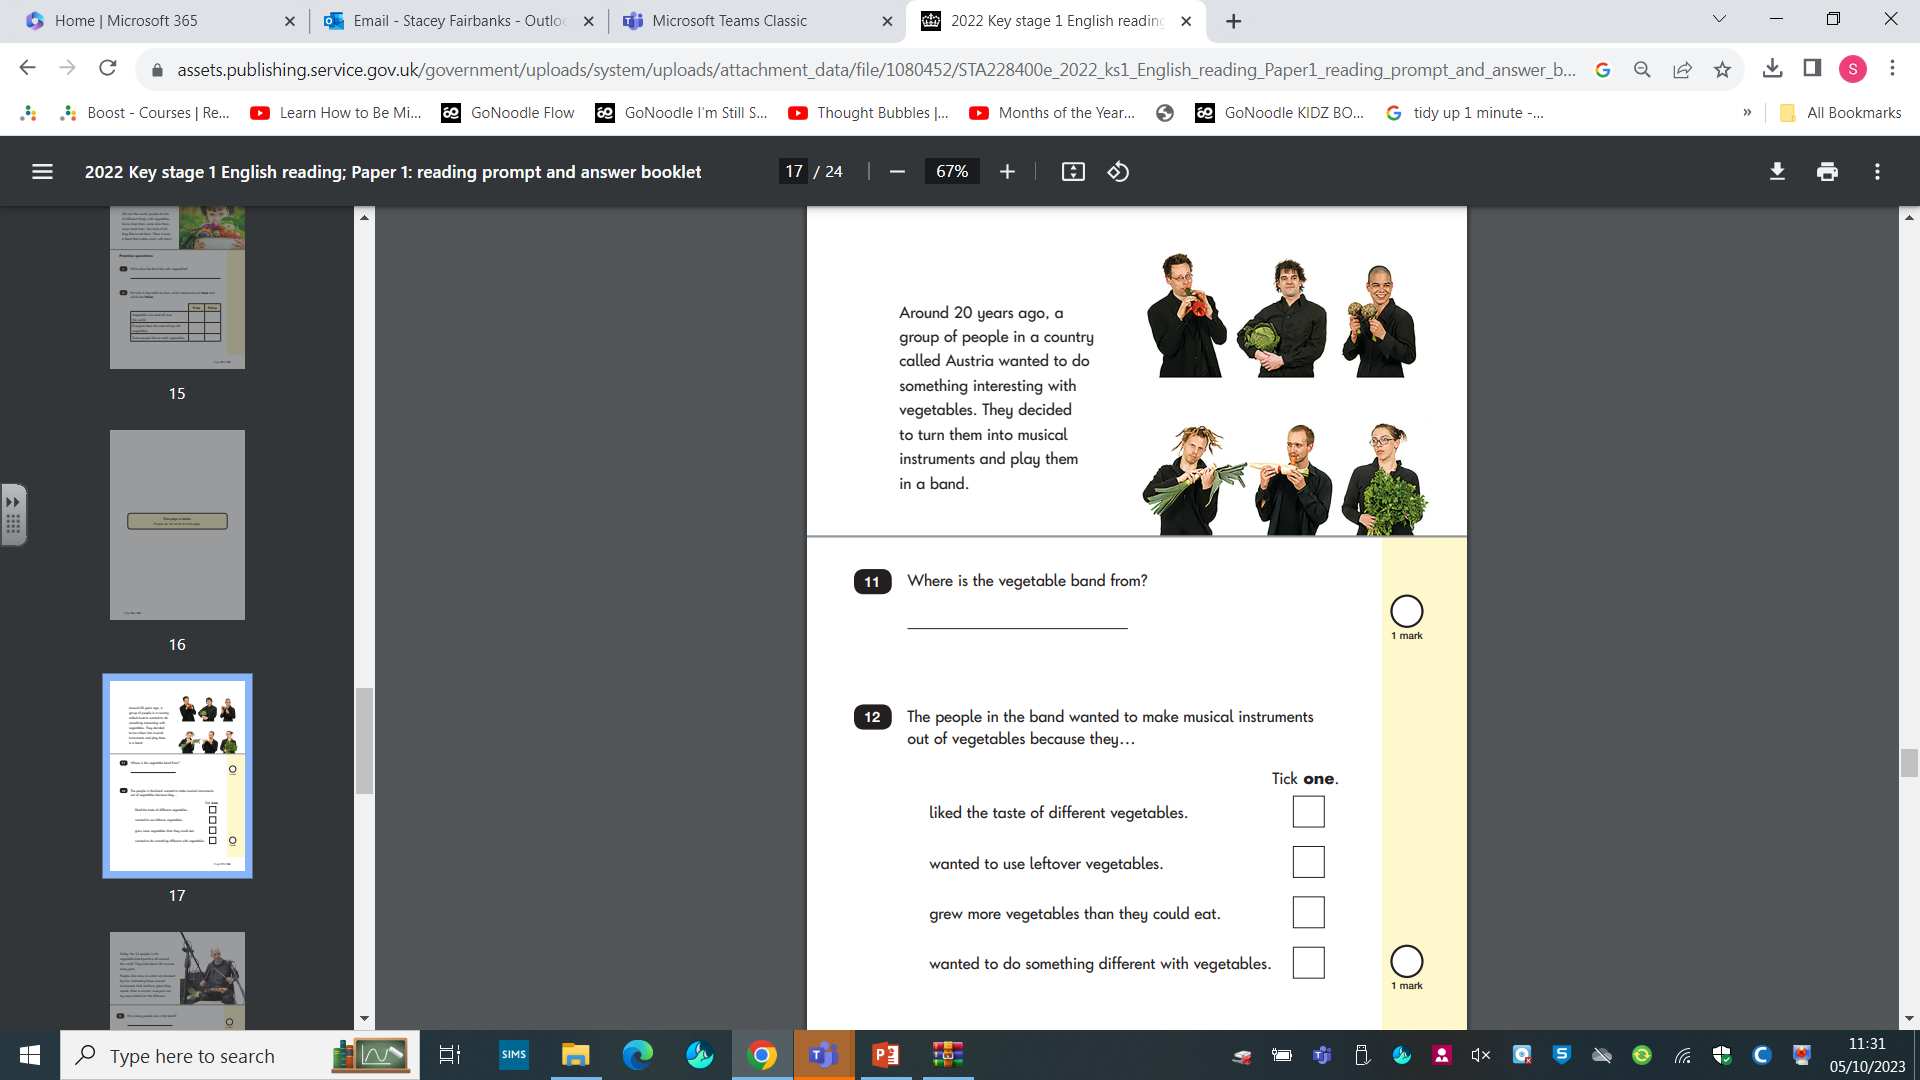 Home | Microsoft 365
Email - Stacey Fairbanks - Outloo
Microsoft Teams Classic
2022 Key stage 1 English reading
assets.publishing.service.gov.uk/government/uploads/system/uploads/attachment_data/file/1080452/STA228400e_2022_ks1_English_reading_Paper1_reading_prompt_and_answer_b...
S
Boost - Courses | Re...
Learn How to Be Mi...
GoNoodle Flow
GoNoodle I'm Still S...
Thought Bubbles |...
Months of the Year...
GoNoodle KIDZ BO...
tidy up 1 minute -...
»
All Bookmarks
2022 Key stage 1 English reading; Paper 1: reading prompt and answer booklet
17 / 24
67%
15
16
17
Around 20 years ago, a
group of people in a country
called Austria wanted to do
something interesting with
vegetables. They decided
to turn them into musical
instruments and play them
in a band.
11 Where is the vegetable band from?
1 mark
12 The people in the band wanted to make musical instruments
out of vegetables because they...
Tick one.
liked the taste of different vegetables.
wanted to use leftover vegetables.
grew more vegetables than they could eat.
wanted to do something different with vegetables.
1 mark
Type here to search
SIMS
11:31
05/10/2023